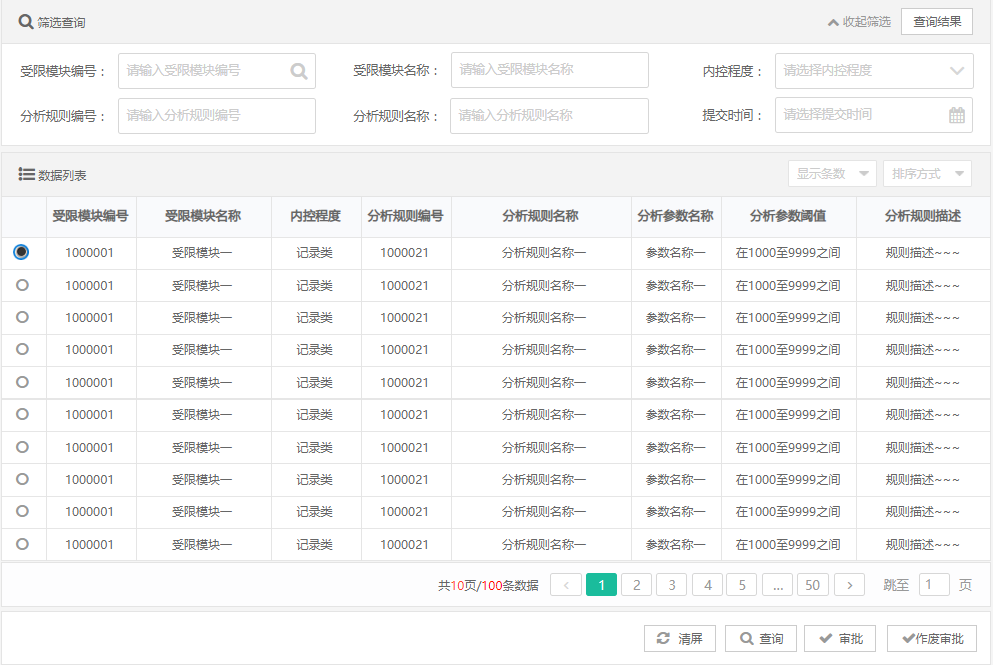 筛选查询 收起筛选 查询结果
受限模块编号： 请输入受限模块编号 受限模块名称： 请输入受限模块名称 内控程度： 请选择内控程度
分析规则编号： 请输入分析规则编号 分析规则名称： 请输入分析规则名称 提交时间： 请选择提交时间
数据列表 显示条数 排序方式
受限模块编号 受限模块名称 内控程度 分析规则编号 分析规则名称 分析参数名称 分析参数阈值 分析规则描述
1000001 受限模块一 记录类 1000021 分析规则名称一 参数名称一 在1000至9999之间 规则描述~~~
1000001 受限模块一 记录类 1000021 分析规则名称一 参数名称一 在1000至9999之间 规则描述~~~
1000001 受限模块一 记录类 1000021 分析规则名称一 参数名称一 在1000至9999之间 规则描述~~~
1000001 受限模块一 记录类 1000021 分析规则名称一 参数名称一 在1000至9999之间 规则描述~~~
1000001 受限模块一 记录类 1000021 分析规则名称一 参数名称一 在1000至9999之间 规则描述~~~
1000001 受限模块一 记录类 1000021 分析规则名称一 参数名称一 在1000至9999之间 规则描述~~~
1000001 受限模块一 记录类 1000021 分析规则名称一 参数名称一 在1000至9999之间 规则描述~~~
1000001 受限模块一 记录类 1000021 分析规则名称一 参数名称一 在1000至9999之间 规则描述~~~
1000001 受限模块一 记录类 1000021 分析规则名称一 参数名称一 在1000至9999之间 规则描述~~~
1000001 受限模块一 记录类 1000021 分析规则名称一 参数名称一 在1000至9999之间 规则描述~~~
共10页/100条数据 < 1 2 3 4 5 ... 50 > 跳至 1 页
清屏 查询 审批 作废审批